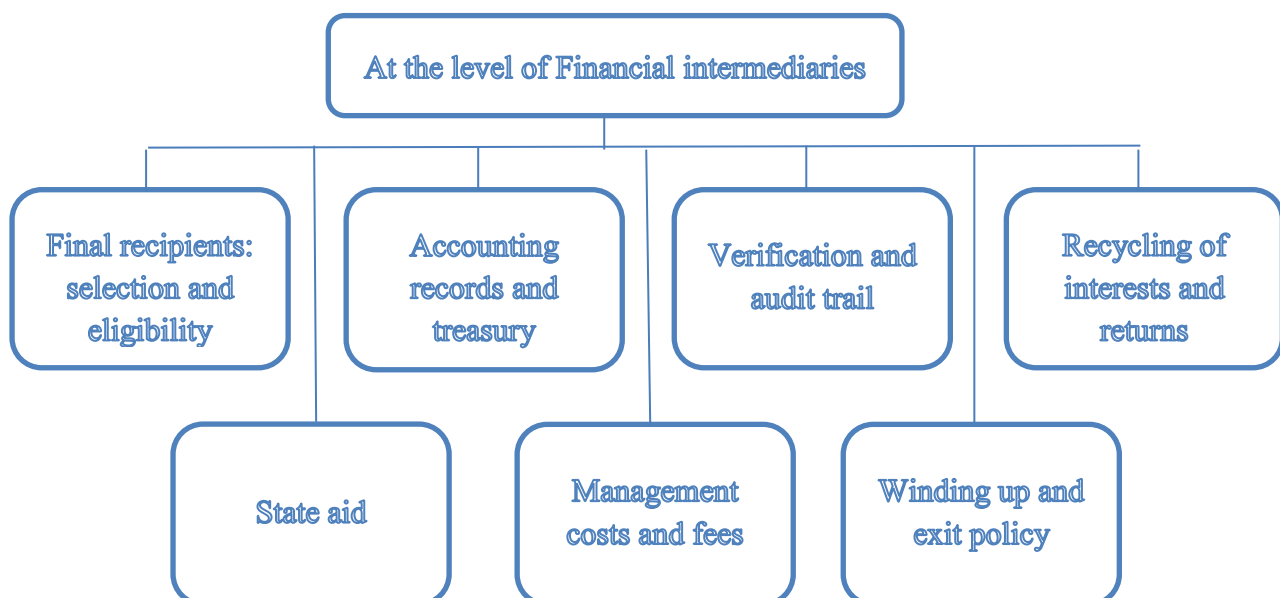 At the level of Financial intermediaries
Final recipients:
selection and
eligibility
Accounting
records and
treasury
Verification and
audit trail
Recycling of
interests and
returns
State aid
Management
costs and fees
Winding up and
exit policy